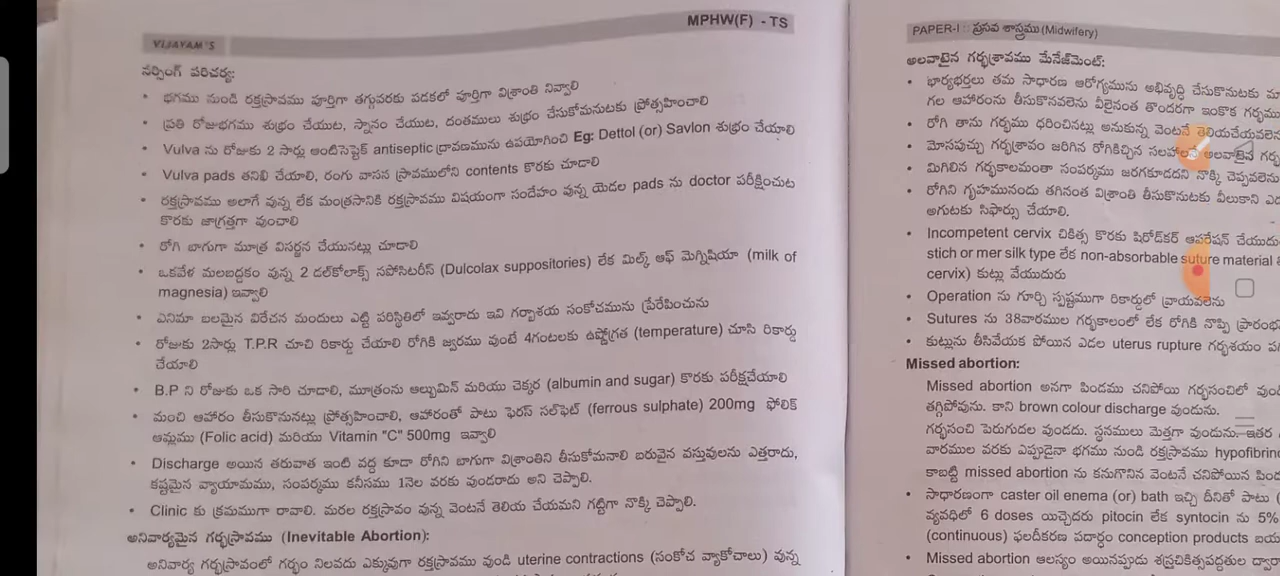 VIJAYAM'S
MPHW(F) - TS
నర్సింగ్ పరిచర్య:
• భగము నుండి రక్తస్రావము పూర్తిగా తగ్గువరకు పడకలో పూర్తిగా విశ్రాంతి నివ్వాలి
• ప్రతి రోజుభగము శుభ్రం చేయుట, స్నానం చేయుట, దంతములు శుభ్రం చేసుకోమనుటకు ప్రోత్సహించాలి
• Vulva ను రోజుకు 2 సార్లు ఆంటిసెప్టిక్ antiseptic ద్రావణమును ఉపయోగించి Eg: Dettol (or) Savlon శుభ్రం చేయాలి
• Vulva pads తనిఖీ చేయాలి, రంగు వాసన స్రావములోని contents కొరకు చూడాలి
• రక్తస్రావము అలాగే వున్న లేక మంత్రసానికి రక్తస్రావము విషయంగా సందేహం వున్న యెడల pads ను doctor పరీక్షించుట
కొరకు జాగ్రత్తగా వుంచాలి
• రోగి బాగుగా మూత్ర విసర్జన చేయునట్లు చూడాలి
• ఒకవేళ మలబద్దకం వున్న 2 డల్‌కోలాక్స్ సపోసిటరీస్ (Dulcolax suppositories) లేక మిల్క్ ఆఫ్ మెగ్నీషియా (milk of
magnesia) ఇవ్వాలి
• ఎనిమా బలమైన విరేచన మందులు ఎట్టి పరిస్థితిలో ఇవ్వరాదు ఇవి గర్భాశయ సంకోచమును ప్రేరేపించును
• రోజుకు 2సార్లు T.P.R చూచి రికార్డు చేయాలి రోగికి జ్వరము వుంటే 4గంటలకు ఉష్ణోగ్రత (temperature) చూసి రికార్డు
చేయాలి
• B.P ని రోజుకు ఒక సారి చూడాలి, మూత్రంను ఆల్బుమిన్ మరియు చెక్కర (albumin and sugar) కొరకు పరీక్షచేయాలి
• మంచి ఆహారం తీసుకొనునట్లు ప్రోత్సహించాలి, ఆహారంతో పాటు ఫెరస్ సల్ఫేట్ (ferrous sulphate) 200mg ఫోలిక్
ఆమ్లము (Folic acid) మరియు Vitamin "C" 500mg ఇవ్వాలి
• Discharge అయిన తరువాత ఇంటి వద్ద కూడా రోగిని బాగుగా విశ్రాంతిని తీసుకోమనాలి బరువైన వస్తువులను ఎత్తరాదు,
కష్టమైన వ్యాయామము, సంపర్కము కనీసము 1నెల వరకు వుండరాదు అని చెప్పాలి.
• Clinic కు క్రమముగా రావాలి. మరల రక్తస్రావం వున్న వెంటనే తెలియ చేయమని గట్టిగా నొక్కి చెప్పాలి.
అనివార్యమైన గర్భస్రావము (Inevitable Abortion):
అనివార్య గర్భస్రావంలో గర్భం నిలవదు ఎక్కువుగా రక్తస్రావము వుండి uterine contractions (సంకోచ వ్యాకోచాలు) వున్న
PAPER-I : ప్రసవ శాస్త్రము (Midwifery)
అలవాటైన గర్భస్రావము మేనేజ్‌మెంట్:
• భార్యభర్తలు తమ సాధారణ ఆరోగ్యమును అభివృద్ధి చేసుకొనుటకు
గల ఆహారంను తీసుకొనవలెను వీలైనంత తొందరగా ఇంకొక గర్భము
• రోగి తాను గర్భము ధరించినట్లు అనుకున్న వెంటనే తెలియచేయవలెను
• మోసపుచ్చు గర్భస్రావం జరిగిన రోగికిచ్చిన సలహాలనే అలవాటైన
• మిగిలిన గర్భకాలమంతా సంపర్కము జరగకూడదని నొక్కి చెప్పవలెను
• రోగిని గృహమునందు తగినంత విశ్రాంతి తీసుకొనుటకు వీలుకాని
అగుటకు సిఫార్సు చేయాలి.
• Incompetent cervix చికిత్స కొరకు షిరోద్‌కర్ ఆపరేషన్
stich or mer silk type లేక non-absorbable suture material
cervix) కుట్లు వేయుదురు
• Operation ను గూర్చి స్పష్టముగా రికార్డులో వ్రాయవలెను
• Sutures ను 38వారముల గర్భకాలంలో లేక రోగికి నొప్పి
• కుట్లును తీసివేయక పోయిన ఎడల uterus rupture గర్భశయం
Missed abortion:
Missed abortion అనగా పిండము చనిపోయి గర్భసంచిలో
తగ్గిపోవును. కాని brown colour discharge వుండును.
గర్భసంచి పెరుగుదల వుండదు. స్థనములు మెత్తగా వుండును. ఇతర
వారముల వరకు ఎప్పుడైనా భగము నుండి రక్తస్రావము
కాబట్టి missed abortion ను కనుగొనిన వెంటనే చనిపోయిన
• సాధారణంగా caster oil enema (or) bath ఇచ్చి దీనితో పాటు
వ్యవధిలో 6 doses యిచ్చెదరు pitocin లేక syntocin ను 5%
(continuous) ఫలదీకరణ పదార్థం conception products
• Missed abortion ఆలస్యం అయినప్పుడు శస్త్రచికిత్సపద్ధతుల